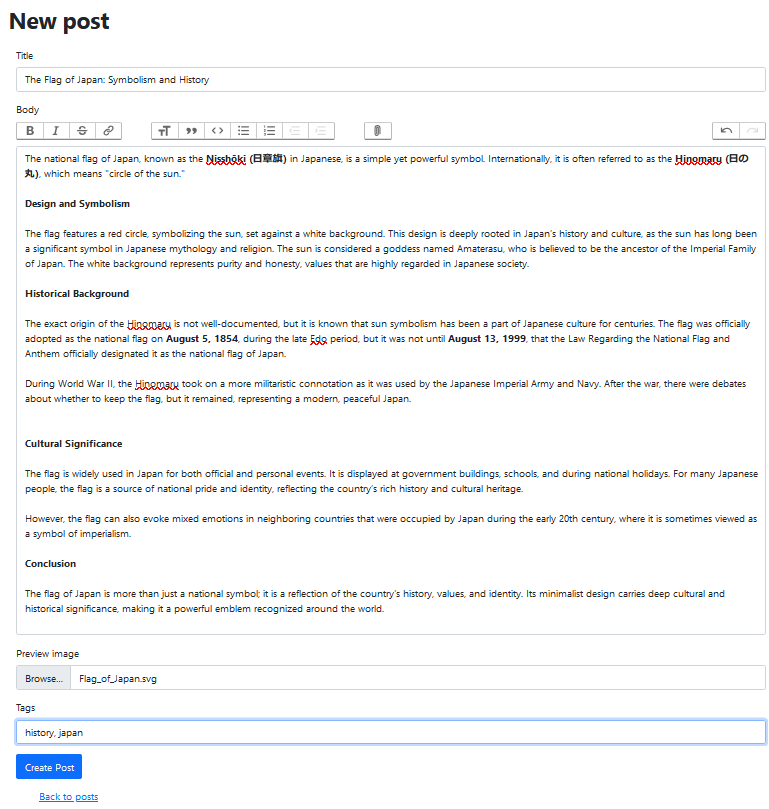 New post
Title
The Flag of Japan: Symbolism and History
Body
B I S
The national flag of Japan, known as the Nisshōki (日章旗) in Japanese, is a simple yet powerful symbol. Internationally, it is often referred to as the Hinomaru (日の
丸), which means "circle of the sun."
Design and Symbolism
The flag features a red circle, symbolizing the sun, set against a white background. This design is deeply rooted in Japan's history and culture, as the sun has long been
a significant symbol in Japanese mythology and religion. The sun is considered a goddess named Amaterasu, who is believed to be the ancestor of the Imperial Family
of Japan. The white background represents purity and honesty, values that are highly regarded in Japanese society.
Historical Background
The exact origin of the Hinomaru is not well-documented, but it is known that sun symbolism has been a part of Japanese culture for centuries. The flag was officially
adopted as the national flag on August 5, 1854, during the late Edo period, but it was not until August 13, 1999, that the Law Regarding the National Flag and
Anthem officially designated it as the national flag of Japan.
During World War II, the Hinomaru took on a more militaristic connotation as it was used by the Japanese Imperial Army and Navy. After the war, there were debates
about whether to keep the flag, but it remained, representing a modern, peaceful Japan.
Cultural Significance
The flag is widely used in Japan for both official and personal events. It is displayed at government buildings, schools, and during national holidays. For many Japanese
people, the flag is a source of national pride and identity, reflecting the country's rich history and cultural heritage.
However, the flag can also evoke mixed emotions in neighboring countries that were occupied by Japan during the early 20th century, where it is sometimes viewed as
a symbol of imperialism.
Conclusion
The flag of Japan is more than just a national symbol; it is a reflection of the country's history, values, and identity. Its minimalist design carries deep cultural and
historical significance, making it a powerful emblem recognized around the world.
Preview image
Browse... Flag_of_Japan.svg
Tags
history, japan
Create Post
Back to posts